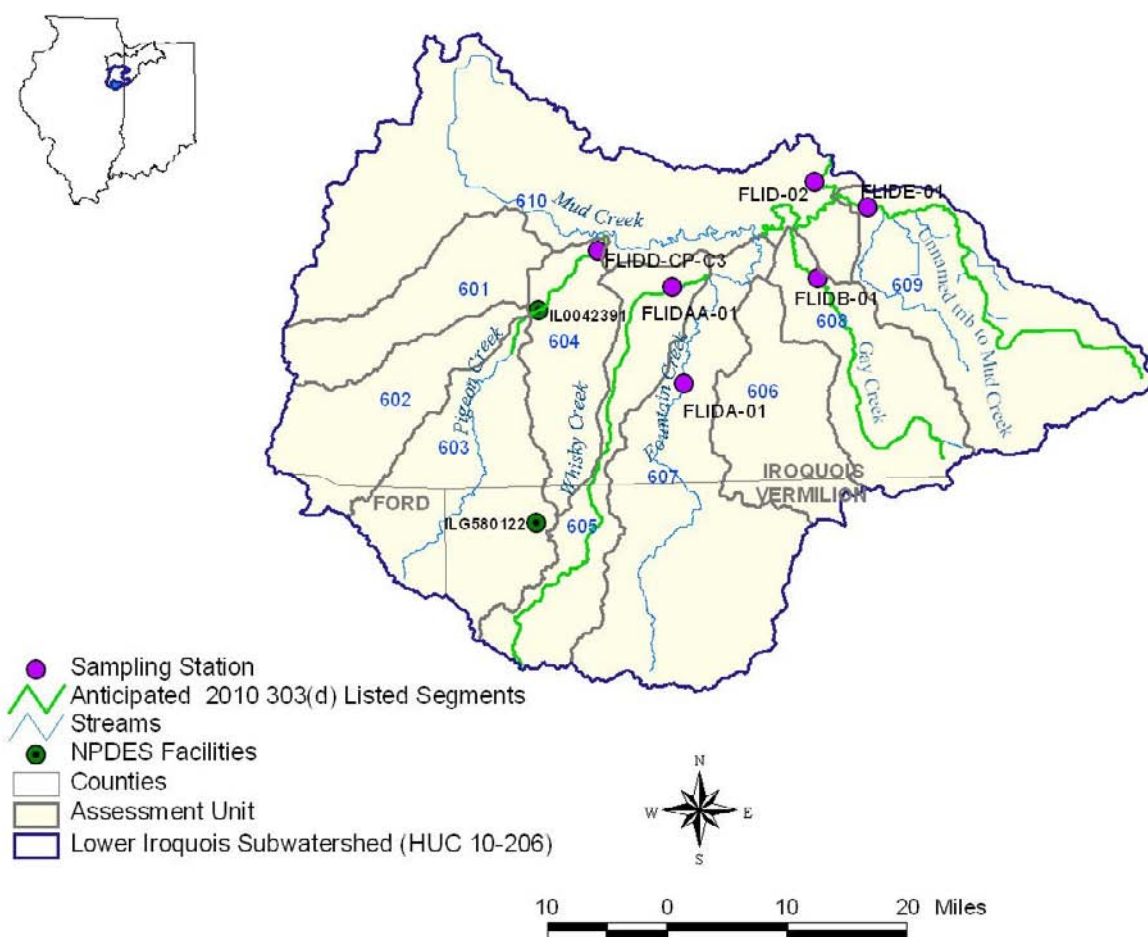 FLID-02
FLIDE-01
610
Mud Creek
FLIDD-CP-C3
Unnamed trib to Mud Creek
601
FLIDAA-01
FLIDB-01
609
IL0042391
608
604
Pigeon Creek
Fountain Creek
Gay Creek
602
FLIDA-01
606
603
Whisky Creek
607
IROQUOIS
FORD
VERMILION
ILG580122
605
Sampling Station
Anticipated 2010 303(d) Listed Segments
Streams
NPDES Facilities
Counties
Assessment Unit
Lower Iroquois Subwatershed (HUC 10-206)
N
W E
S
10 0 10 20 Miles